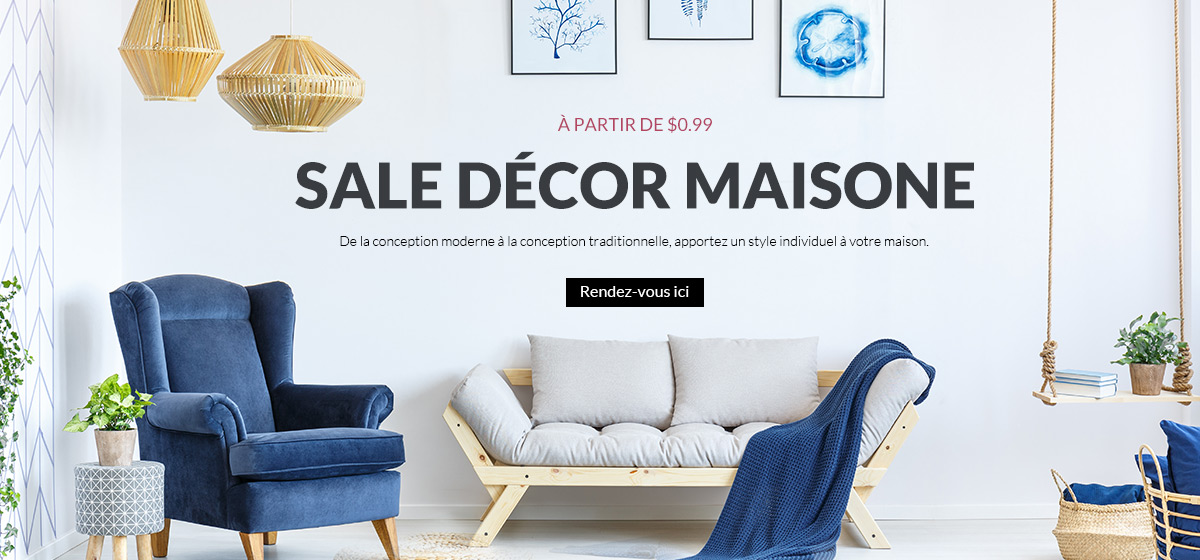 À PARTIR DE $0.99
SALE DÉCOR MAISONE
De la conception moderne à la conception traditionnelle, apportez un style individuel à votre maison.
Rendez-vous ici